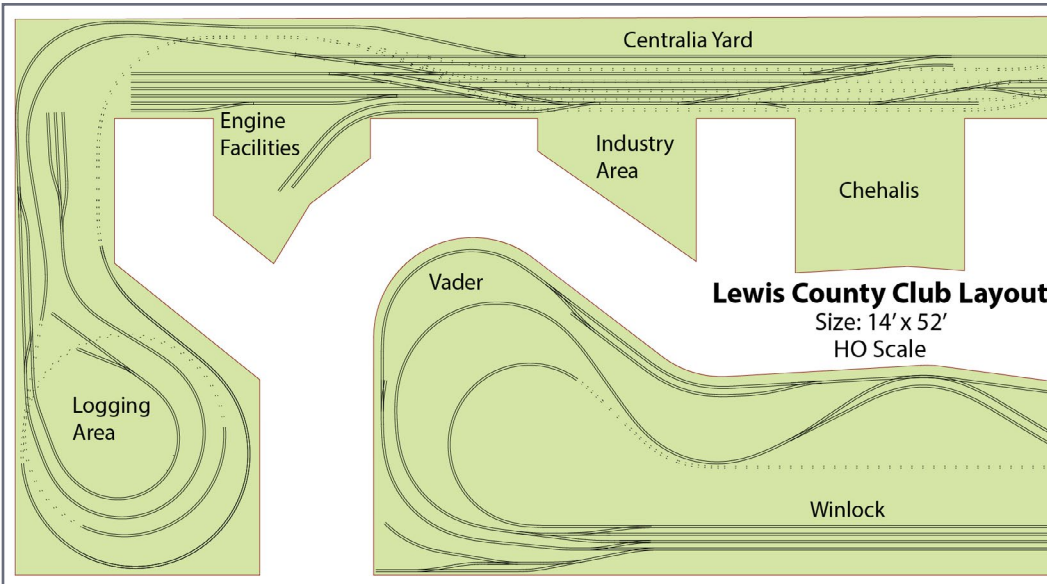 Centralia Yard
Engine
Facilities
Industry
Area
Chehalis
Vader
Lewis County Club Layout
Size: 14’ x 52’
HO Scale
Logging
Area
Winlock